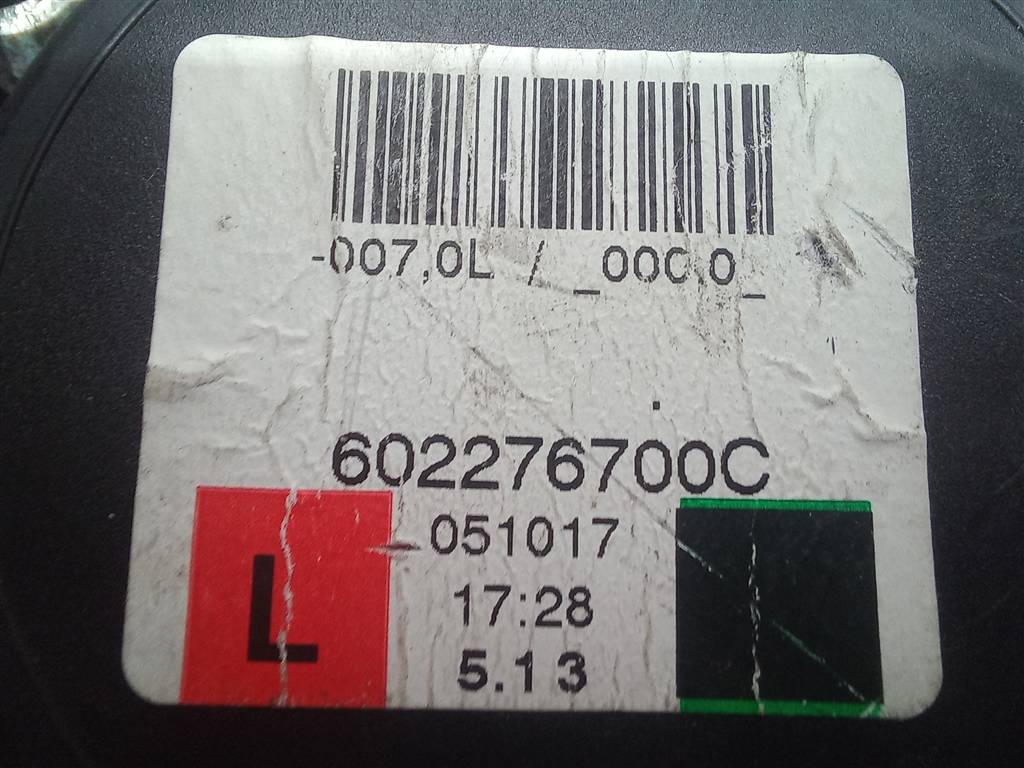 -007,0L / _000,0_
602276700C
051017
L
17:28
5.13